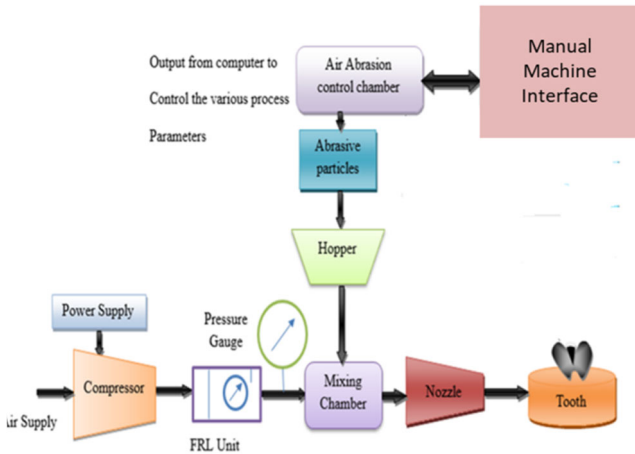 Manual
Machine
Interface
Air Abrasion
control chamber
Output from computer to
Control the various process
Parameters
Abrasive
particles
Hopper
Power Supply
Pressure
Gauge
Compressor
Mixing
Chamber
Nozzle
Tooth
Air Supply
FRL Unit